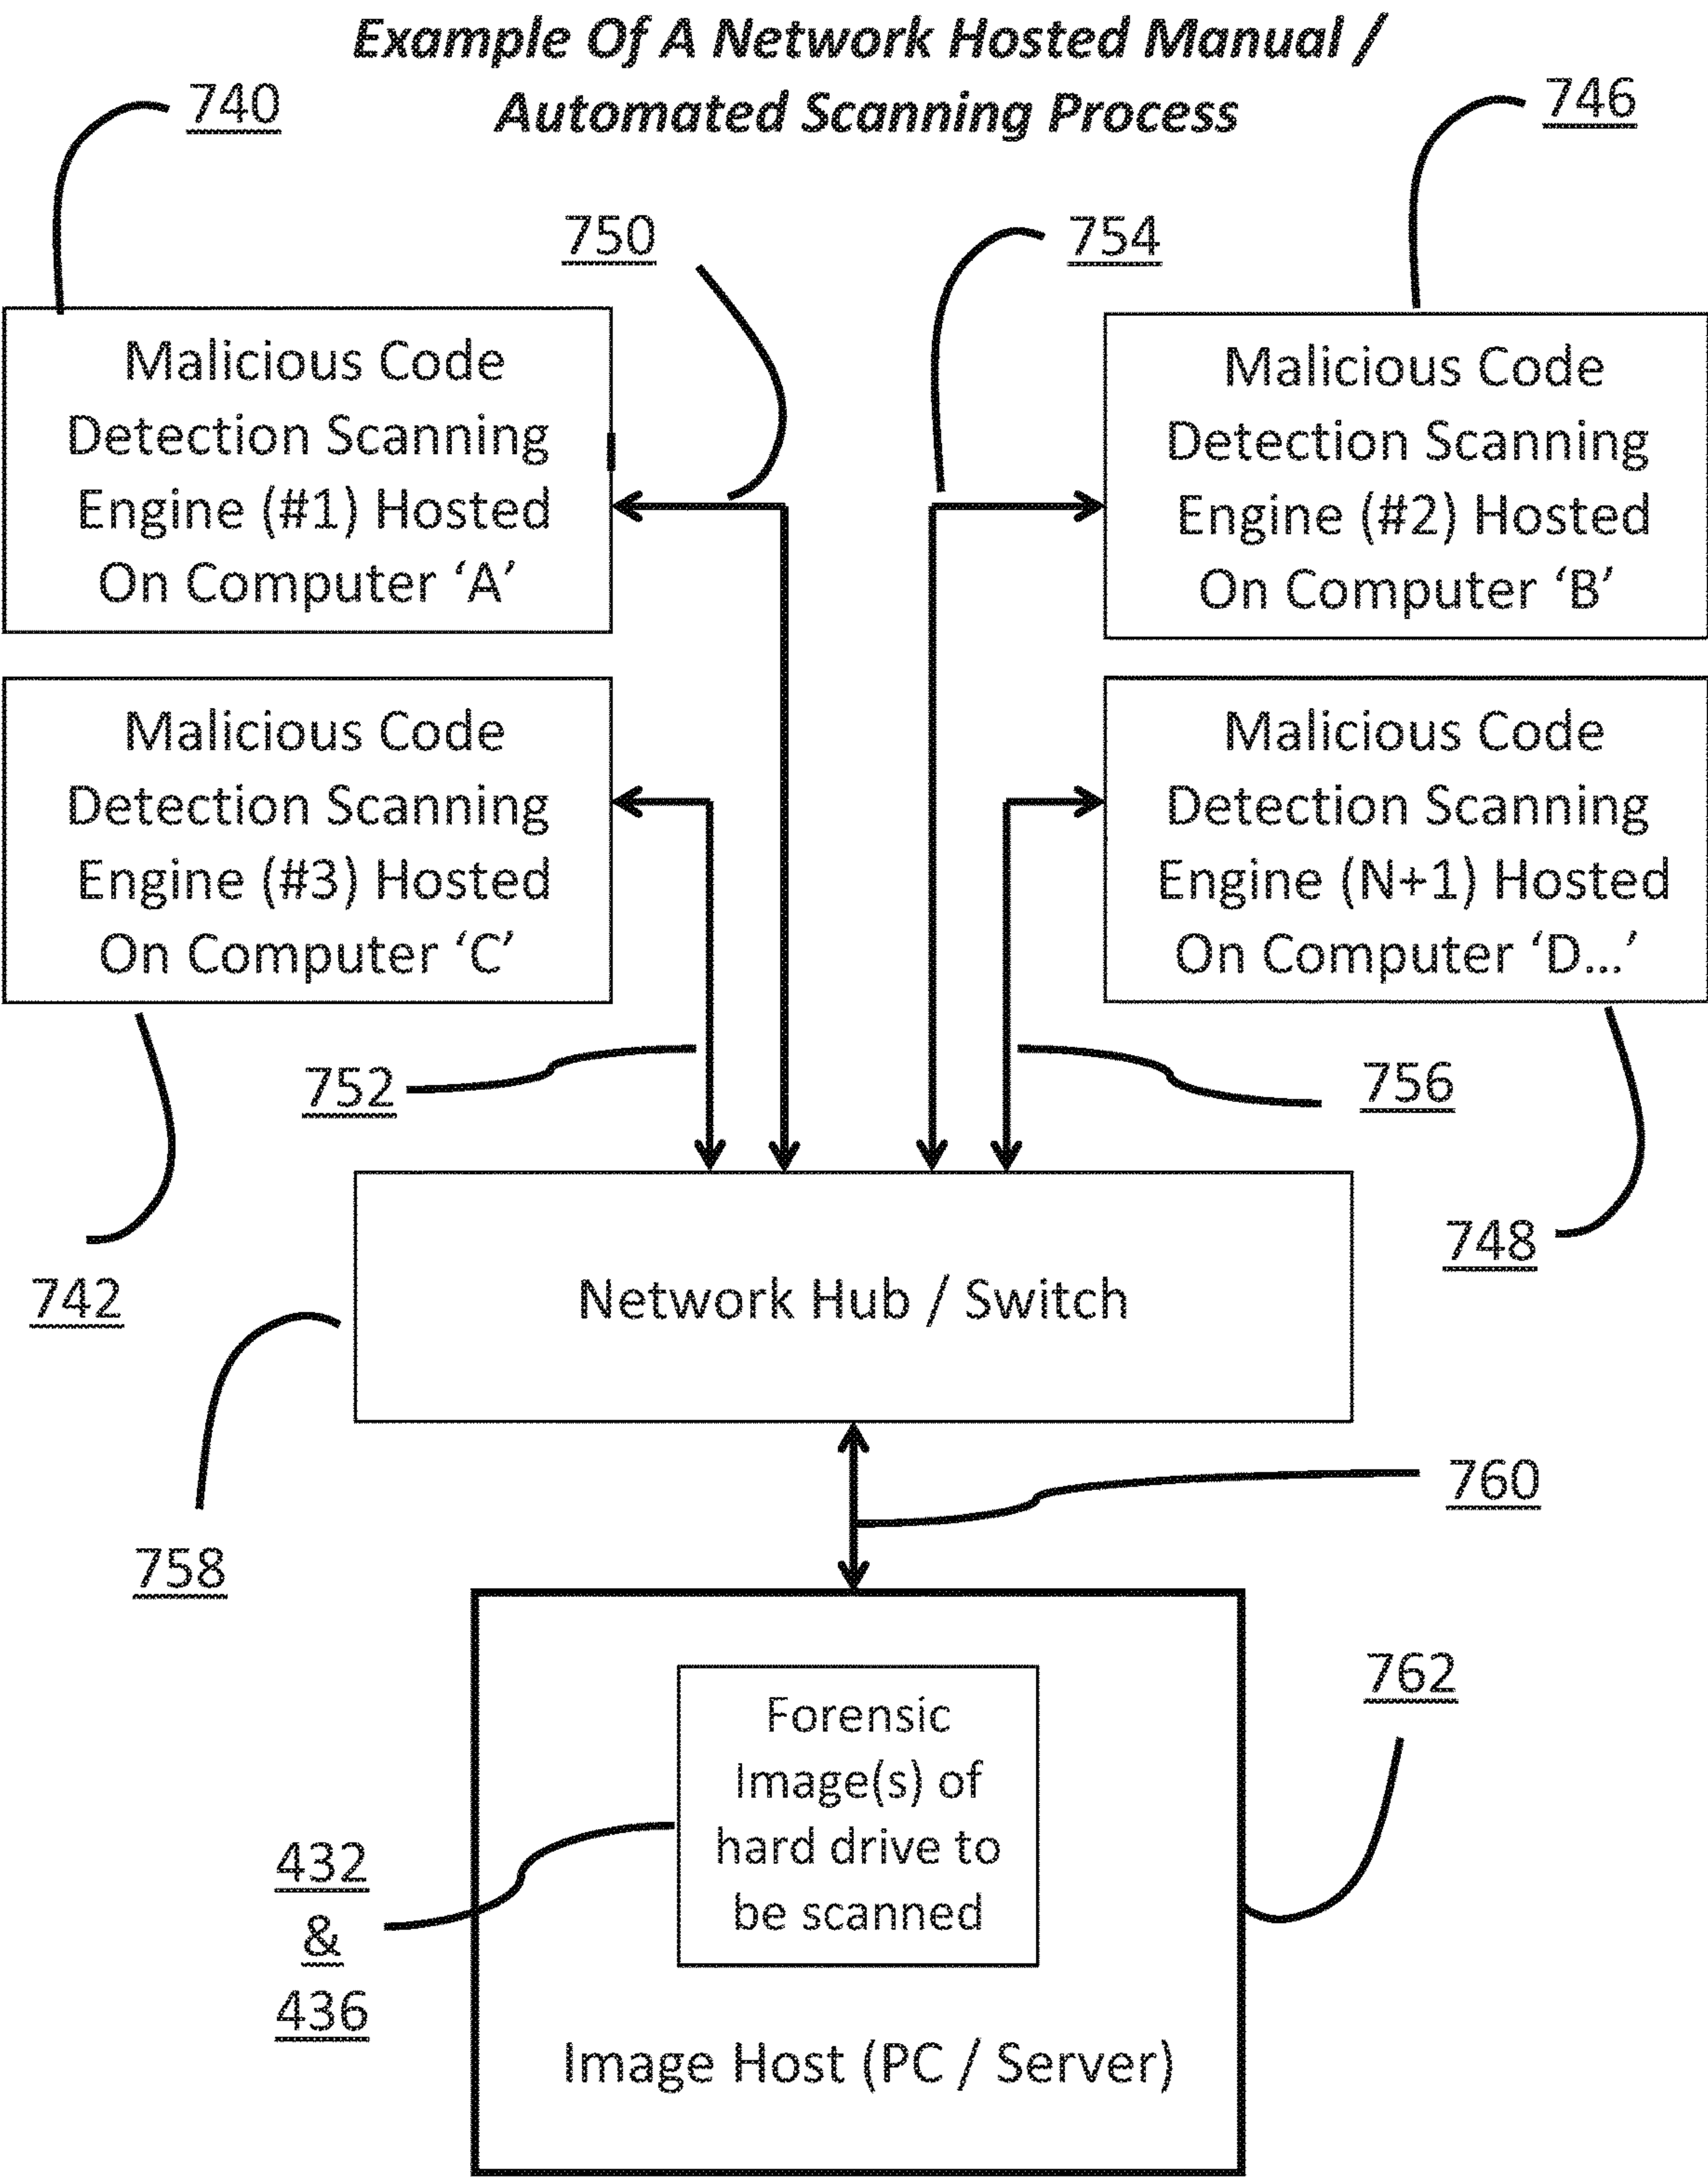 Example Of A Network Hosted Manual /
Automated Scanning Process
740
746
750
754
Malicious Code
Detection Scanning
Engine (#1) Hosted
On Computer ‘A’
Malicious Code
Detection Scanning
Engine (#2) Hosted
On Computer ‘B’
Malicious Code
Detection Scanning
Engine (#3) Hosted
On Computer ‘C’
Malicious Code
Detection Scanning
Engine (N+1) Hosted
On Computer ‘D...’
752
756
742
748
Network Hub / Switch
758
760
762
Forensic
Image(s) of
hard drive to
be scanned
432
&
436
Image Host (PC / Server)